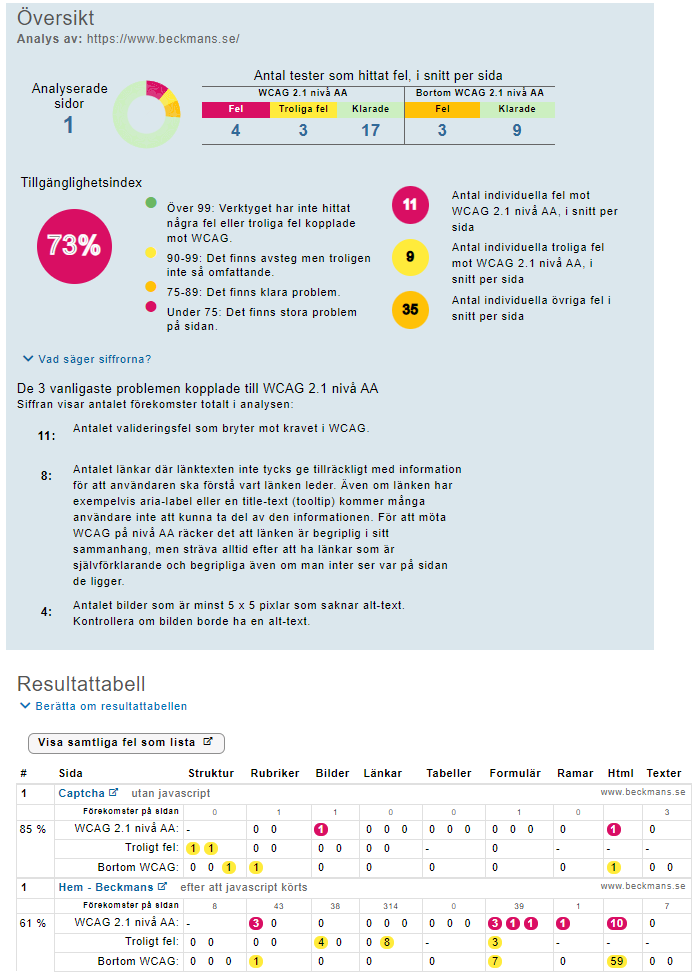 Översikt
Analys av: https://www.beckmans.se/
Analyserade sidor
1
Antal tester som hittat fel, i snitt per sida
WCAG 2.1 nivå AA Bortom WCAG 2.1 nivå AA
Fel Troliga fel Klarade Fel Klarade
4 3 17 3 9
Tillgänglighetsindex
73%
Över 99: Verktyget har inte hittat
några fel eller troliga fel kopplade
mot WCAG.
90-99: Det finns avsteg men troligen
inte så omfattande.
75-89: Det finns klara problem.
Under 75: Det finns stora problem
på sidan.
11
Antal individuella fel mot
WCAG 2.1 nivå AA, i snitt per
sida
9
Antal individuella troliga fel
mot WCAG 2.1 nivå AA, i
snitt per sida
35
Antal individuella övriga fel i
snitt per sida
Vad säger siffrorna?
De 3 vanligaste problemen kopplade till WCAG 2.1 nivå AA
Siffran visar antalet förekomster totalt i analysen:
11: Antalet valideringsfel som bryter mot kravet i WCAG.
8: Antalet länkar där länktexten inte tycks ge tillräckligt med information
för att användaren ska förstå vart länken leder. Även om länken har
exempelvis aria-label eller en title-text (tooltip) kommer många
användare inte att kunna ta del av den informationen. För att möta
WCAG på nivå AA räcker det att länken är begriplig i sitt
sammanhang, men sträva alltid efter att ha länkar som är
självförklarande och begripliga även om man inter ser var på sidan
de ligger.
4: Antalet bilder som är minst 5 x 5 pixlar som saknar alt-text.
Kontrollera om bilden borde ha en alt-text.
Resultattabell
Berätta om resultattabellen
Visa samtliga fel som lista
# Sida Struktur Rubriker Bilder Länkar Tabeller Formulär Ramar Html Texter
1 Captcha utan javascript www.beckmans.se
Förekomster på sidan 0 1 1 0 0 1 0 3
85 % WCAG 2.1 nivå AA: - 0 0 1 0 0 0 0 0 0 0 0 0 0 1 0
Troligt fel: 1 1 0 0 0 0 0 0 - 0 - - -
Bortom WCAG: 0 0 1 1 0 0 0 0 0 1 0 0
1 Hem - Beckmans efter att javascript körts www.beckmans.se
Förekomster på sidan 8 43 38 314 0 39 1 7
61 % WCAG 2.1 nivå AA: - 3 0 0 0 0 0 0 0 0 3 1 1 1 10 0
Troligt fel: 0 0 0 0 4 0 0 8 - 3 - - -
Bortom WCAG: 0 0 0 1 0 0 0 7 0 59 0 0